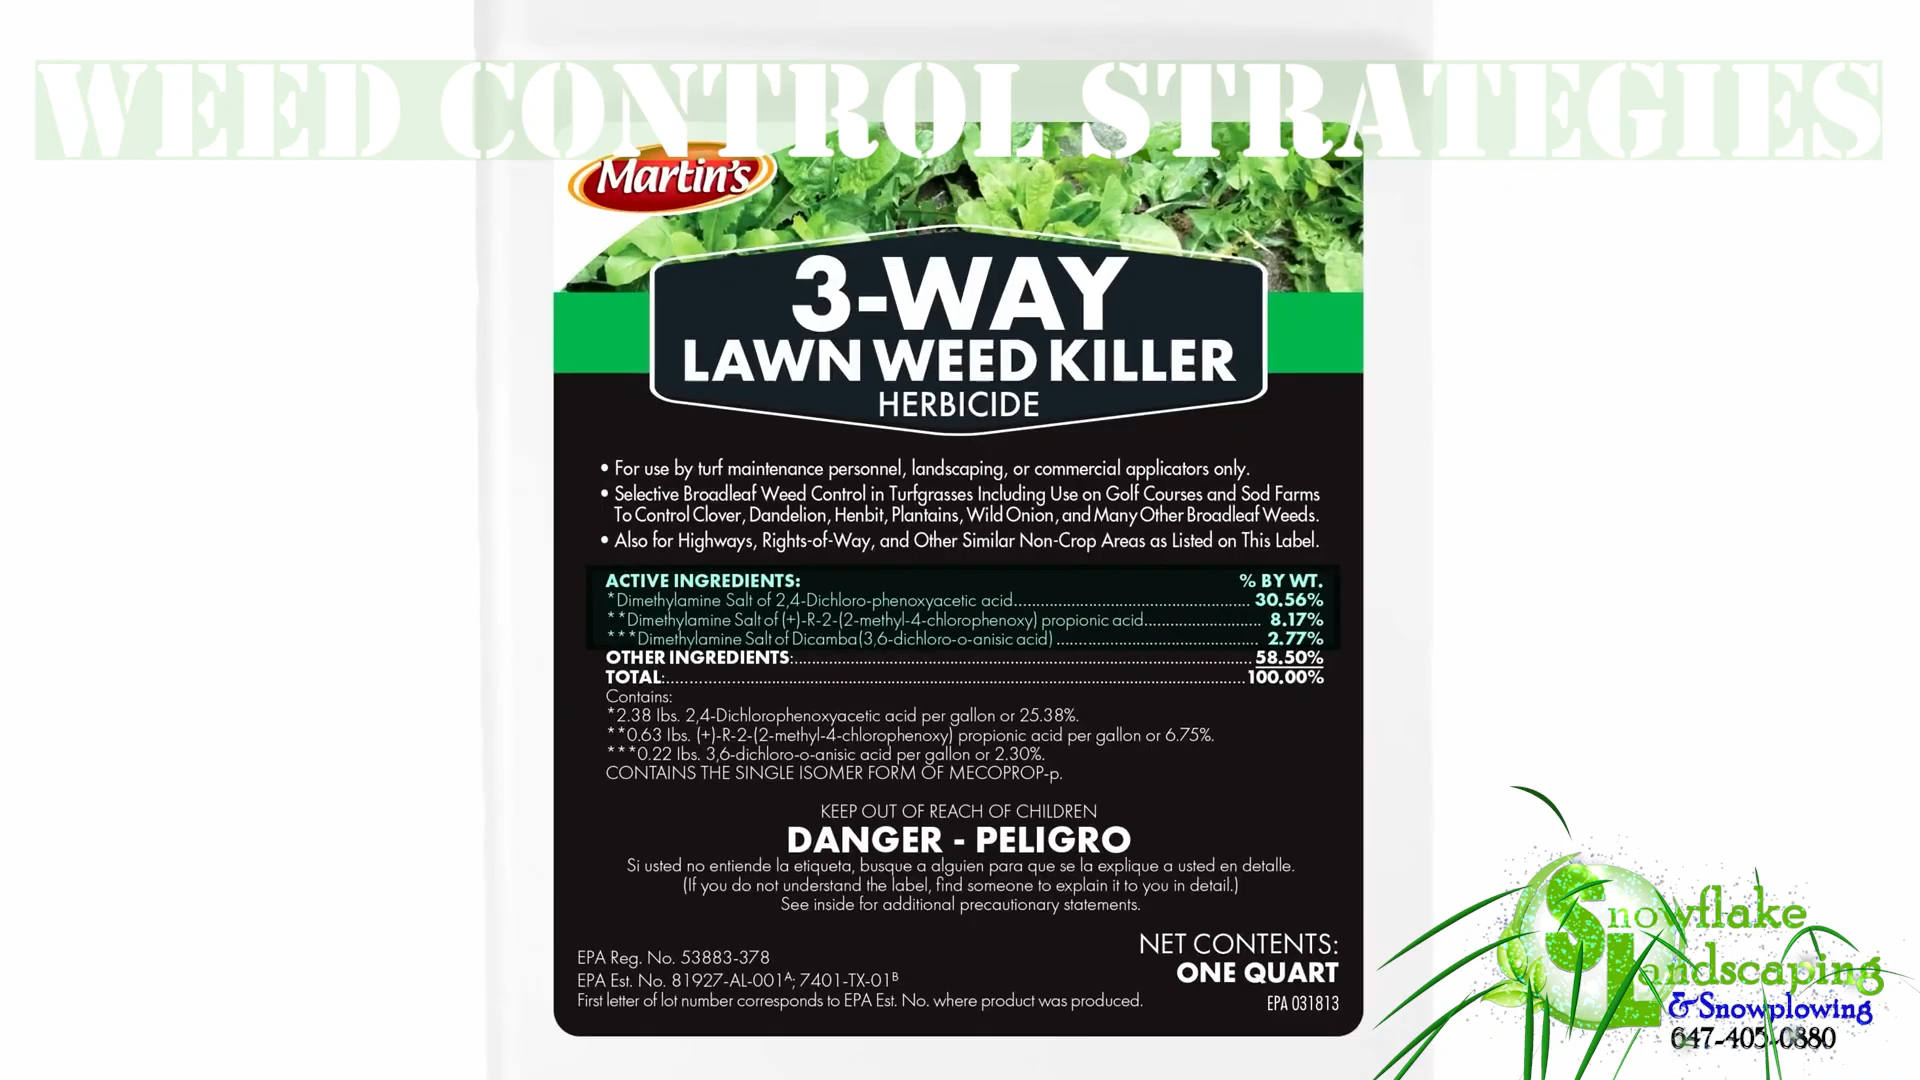 WEED CONTROL STRATEGIES
Martin's
3-WAY
LAWN WEED KILLER
HERBICIDE
• For use by turf maintenance personnel, landscaping, or commercial applicators only.
• Selective Broadleaf Weed Control in Turfgrasses Including Use on Golf Courses and Sod Farms
To Control Clover, Dandelion, Henbit, Plantains, Wild Onion, and Many Other Broadleaf Weeds.
• Also for Highways, Rights-of-Way, and Other Similar Non-Crop Areas as Listed on This Label.
ACTIVE INGREDIENTS: % BY WT.
*Dimethylamine Salt of 2,4-Dichloro-phenoxyacetic acid........ 30.56%
**Dimethylamine Salt of (+)-R-2-(2-methyl-4-chlorophenoxy) propionic acid........ 8.17%
***Dimethylamine Salt of Dicamba (3,6-dichloro-o-anisic acid)........ 2.77%
OTHER INGREDIENTS:........ 58.50%
TOTAL:........ 100.00%
Contains:
*2.38 lbs. 2,4-Dichlorophenoxyacetic acid per gallon or 25.38%.
**0.63 lbs. (+)-R-2-(2-methyl-4-chlorophenoxy) propionic acid per gallon or 6.75%.
***0.22 lbs. 3,6-dichloro-o-anisic acid per gallon or 2.30%.
CONTAINS THE SINGLE ISOMER FORM OF MECOPROP-p.
KEEP OUT OF REACH OF CHILDREN
DANGER - PELIGRO
Si usted no entiende la etiqueta, busque a alguien para que se la explique a usted en detalle.
(If you do not understand the label, find someone to explain it to you in detail.)
See inside for additional precautionary statements.
EPA Reg. No. 53883-378
EPA Est. No. 81927-AL-001ᴬ; 7401-TX-01ᴮ
First letter of lot number corresponds to EPA Est. No. where product was produced.
NET CONTENTS:
ONE QUART
EPA 031813
Snowflake
Landscaping
& Snowplowing
647-405-0880